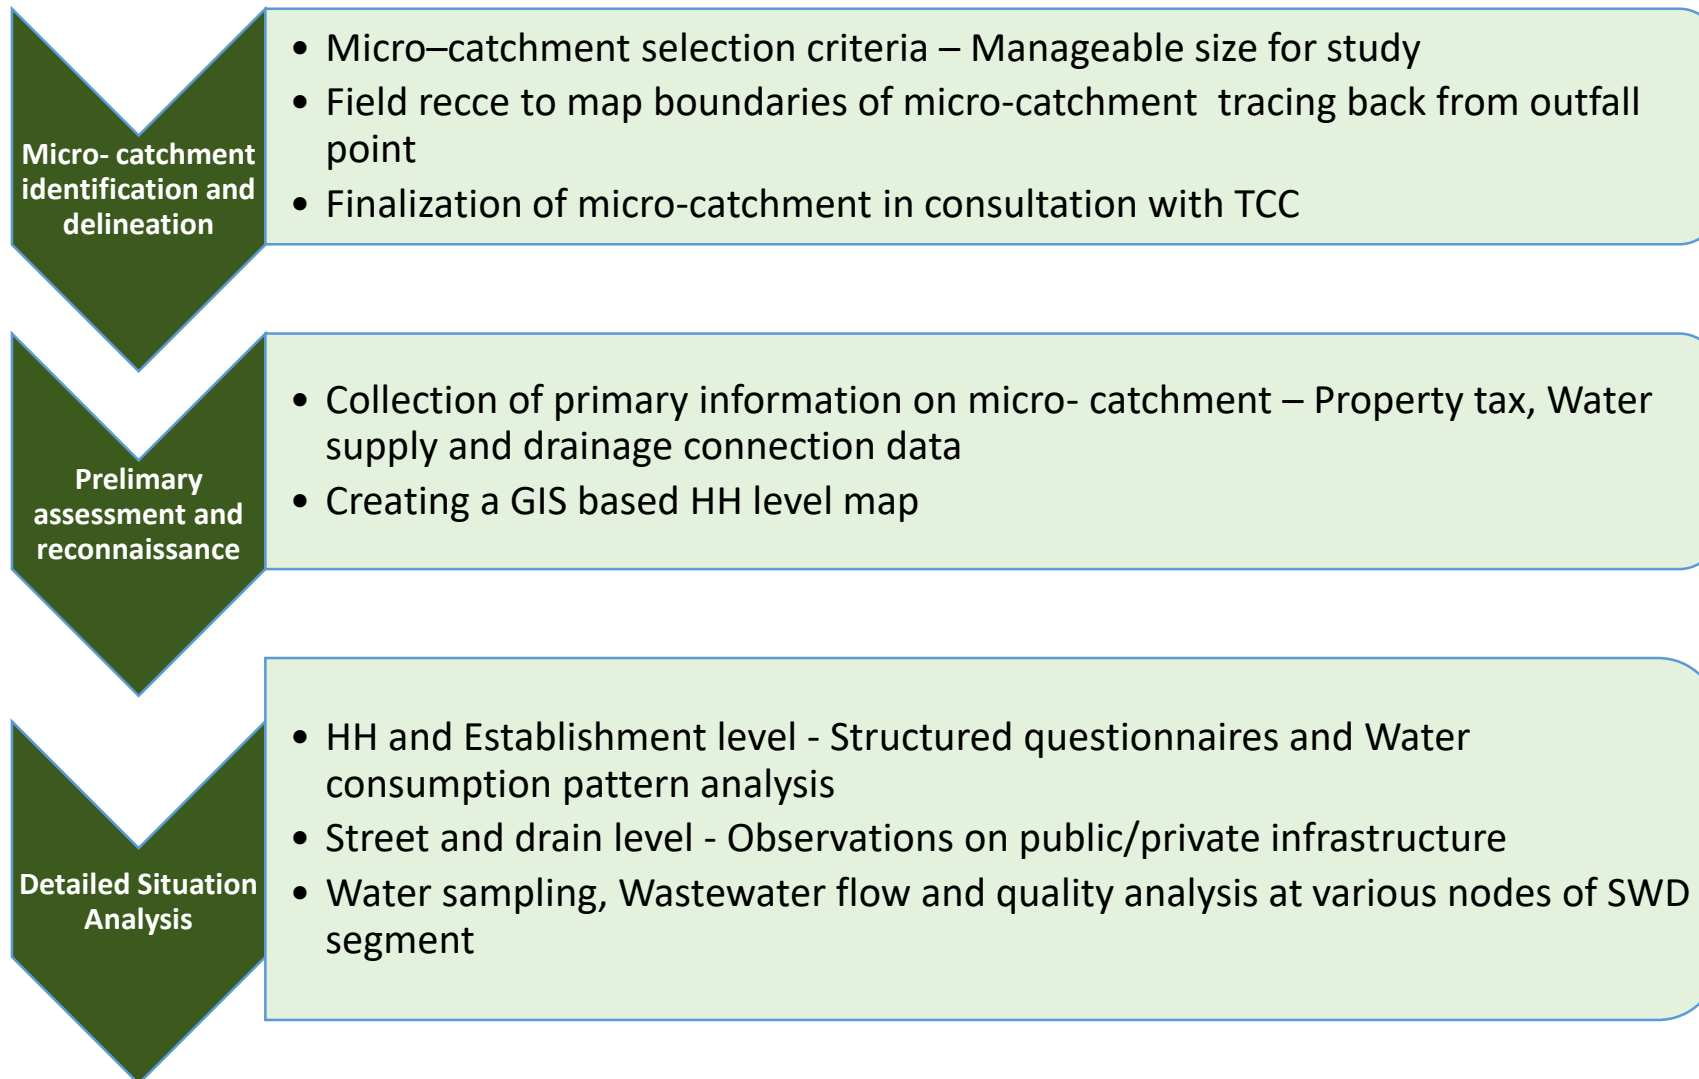 Micro- catchment
identification and
delineation
• Micro–catchment selection criteria – Manageable size for study
• Field recce to map boundaries of micro-catchment  tracing back from outfall
point
• Finalization of micro-catchment in consultation with TCC
Prelimary
assessment and
reconnaissance
• Collection of primary information on micro- catchment – Property tax, Water
supply and drainage connection data
• Creating a GIS based HH level map
Detailed Situation
Analysis
• HH and Establishment level - Structured questionnaires and Water
consumption pattern analysis
• Street and drain level - Observations on public/private infrastructure
• Water sampling, Wastewater flow and quality analysis at various nodes of SWD
segment